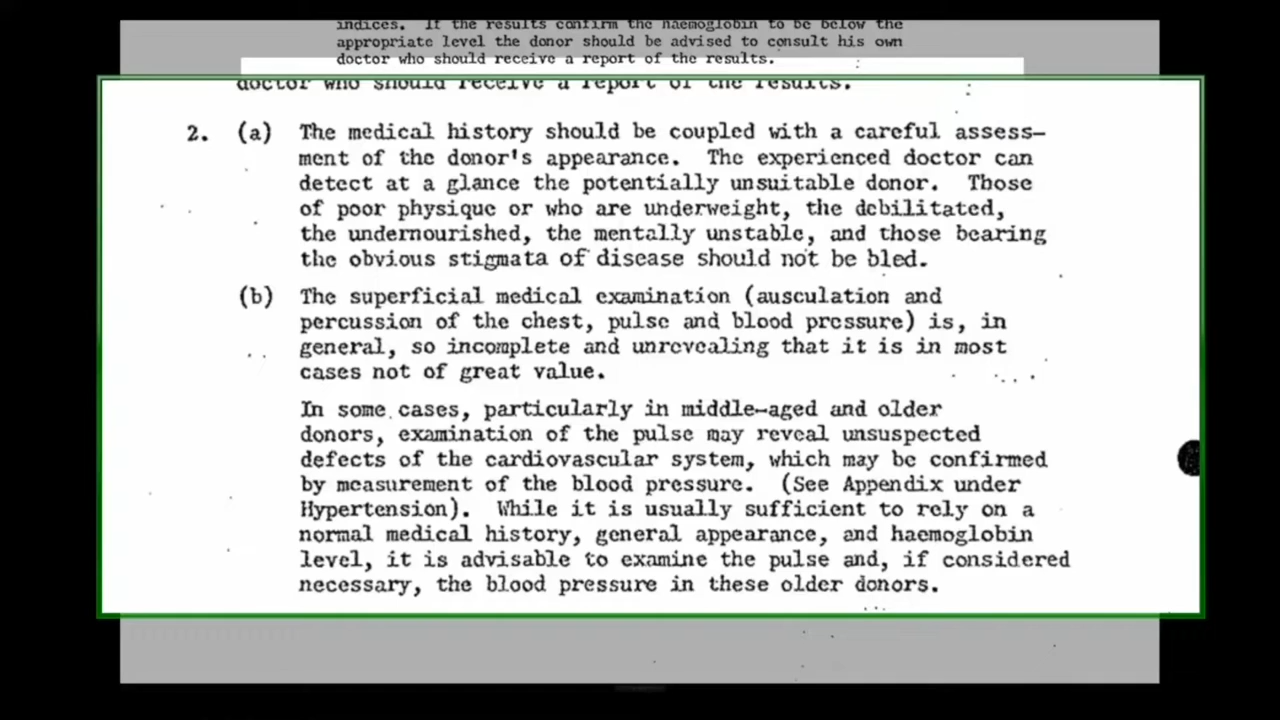 indices. If the results confirm the haemoglobin to be below the
appropriate level the donor should be advised to consult his own
doctor who should receive a report of the results.
doctor who should receive a report of the results.
2. (a) The medical history should be coupled with a careful assess-
ment of the donor's appearance. The experienced doctor can
detect at a glance the potentially unsuitable donor. Those
of poor physique or who are underweight, the debilitated,
the undernourished, the mentally unstable, and those bearing
the obvious stigmata of disease should not be bled.
(b) The superficial medical examination (ausculation and
percussion of the chest, pulse and blood pressure) is, in
general, so incomplete and unrevealing that it is in most
cases not of great value.
In some cases, particularly in middle-aged and older
donors, examination of the pulse may reveal unsuspected
defects of the cardiovascular system, which may be confirmed
by measurement of the blood pressure. (See Appendix under
Hypertension). While it is usually sufficient to rely on a
normal medical history, general appearance, and haemoglobin
level, it is advisable to examine the pulse and, if considered
necessary, the blood pressure in these older donors.